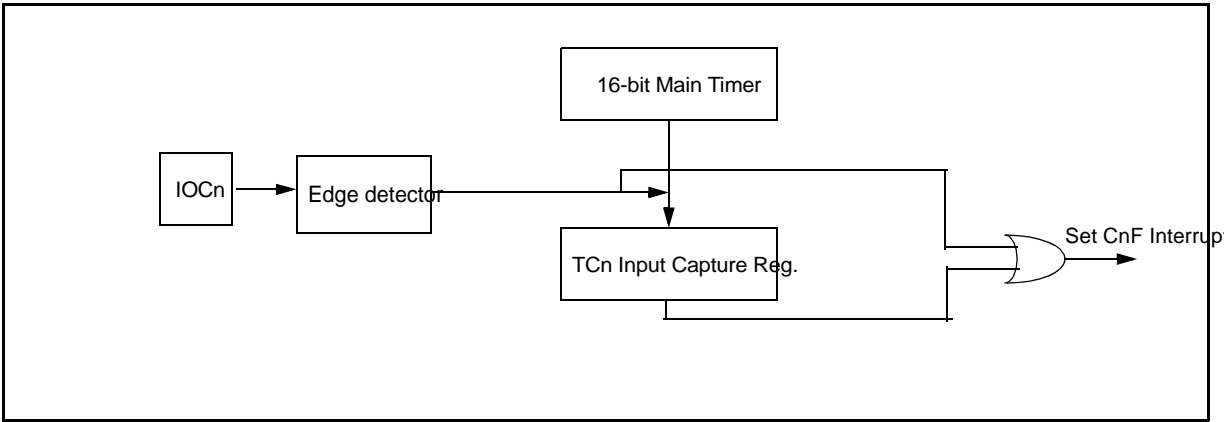 16-bit Main Timer
IOCn
Edge detector
TCn Input Capture Reg.
Set CnF Interrupt